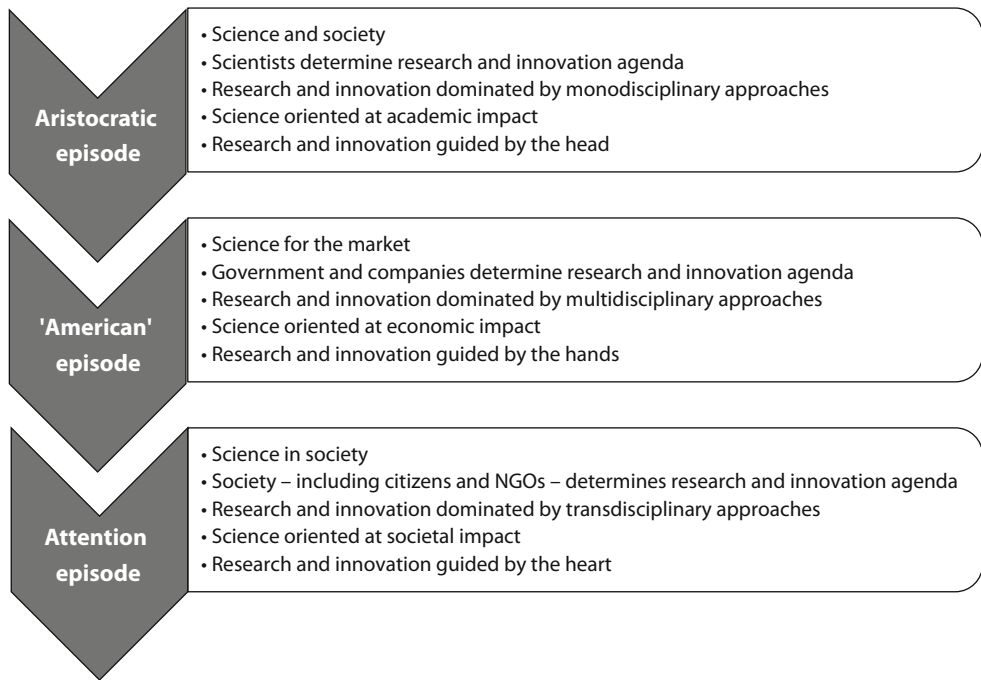 Aristocratic
episode
• Science and society
• Scientists determine research and innovation agenda
• Research and innovation dominated by monodisciplinary approaches
• Science oriented at academic impact
• Research and innovation guided by the head
'American'
episode
• Science for the market
• Government and companies determine research and innovation agenda
• Research and innovation dominated by multidisciplinary approaches
• Science oriented at economic impact
• Research and innovation guided by the hands
Attention
episode
• Science in society
• Society – including citizens and NGOs – determines research and innovation agenda
• Research and innovation dominated by transdisciplinary approaches
• Science oriented at societal impact
• Research and innovation guided by the heart